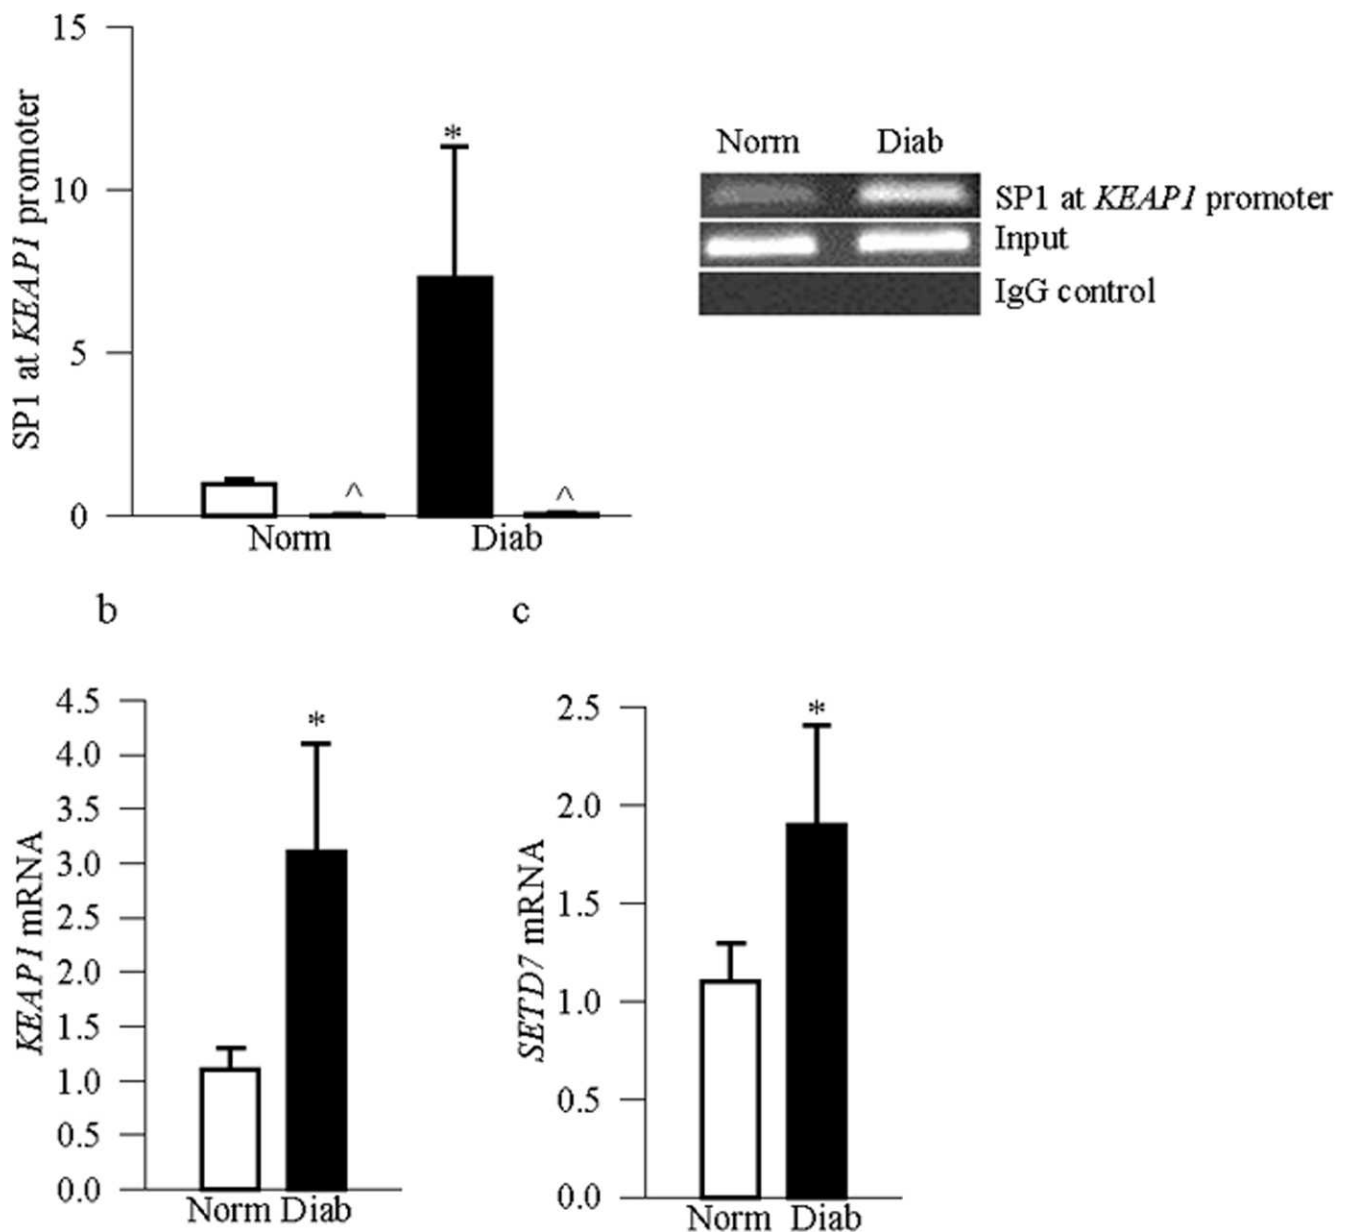 15
10
5
0
SP1 at KEAP1 promoter
*
^
^
Norm
Diab
Norm
Diab
SP1 at KEAP1 promoter
Input
IgG control
b
4.5
4.0
3.5
3.0
2.5
2.0
1.5
1.0
0.5
0.0
KEAP1 mRNA
*
Norm Diab
c
2.5
2.0
1.5
1.0
0.5
0.0
SETD7 mRNA
*
Norm Diab